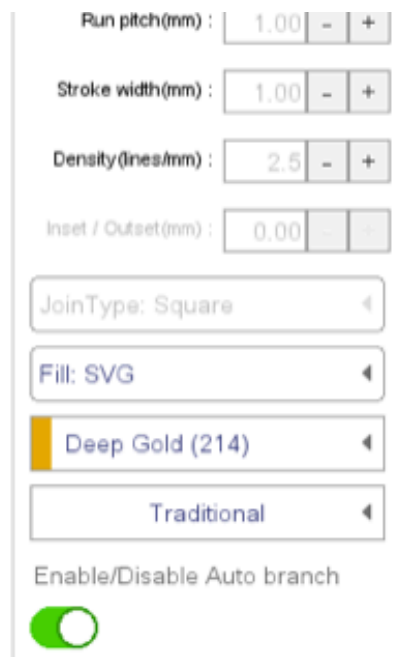 Run pitch(mm) : 1.00 - +
Stroke width(mm) : 1.00 - +
Density(lines/mm) : 2.5 - +
Inset / Outset(mm) : 0.00 - +
JoinType: Square
Fill: SVG
Deep Gold (214)
Traditional
Enable/Disable Auto branch